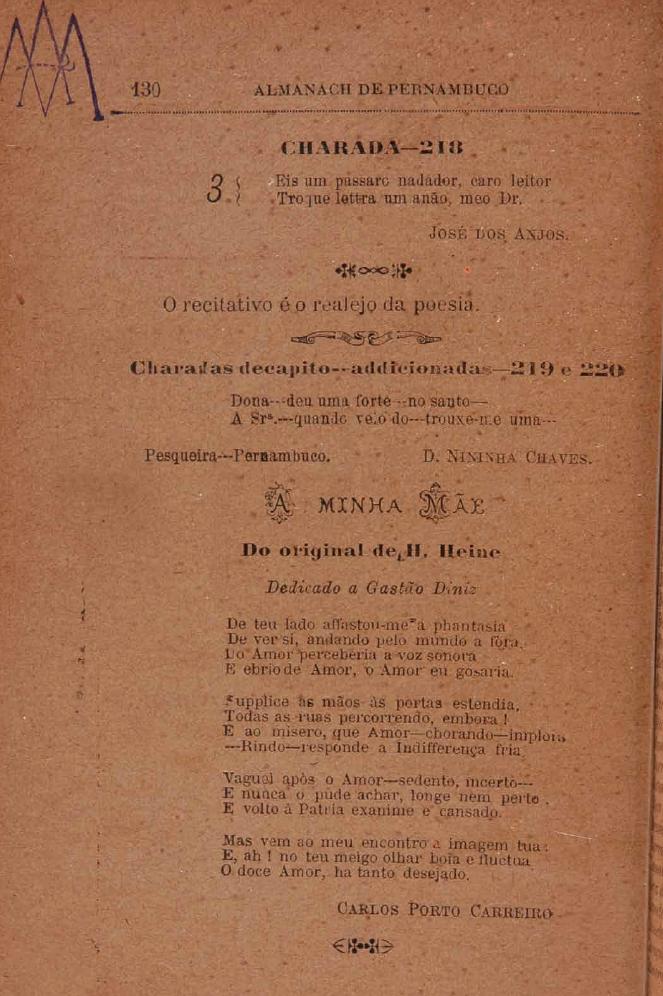 130 ALMANACH DE PERNAMBUCO
CHARADA—218
3 { Eis um passaro nadador, caro leitor
Troque lettra um anão, meo Dr.
JOSÉ DOS ANJOS.
O recitativo é o realejo da poesia.
Charadas decapito--addicionadas—219 e 220
Dona---deu uma forte---no santo—
A Srª.---quando veio do---trouxe-me uma---
Pesqueira---Pernambuco. D. NININHA CHAVES.
A MINHA MÃE
Do original de H. Heine
Dedicado a Gastão Diniz
De teu lado affastou-me a phantasia
De ver si, andando pelo mundo a fóra,
Do Amor perceberia a voz sonora
E ebrio de Amor, o Amor eu gosaria.
Supplice as mãos ás portas estendia,
Todas as ruas percorrendo, embora !
E ao misero, que Amor—chorando—implora,
---Rindo—responde a Indifferença fria
Vaguei após o Amor—sedento, incerto---
E nunca o pude achar, longe nem perto .
E volto á Patria exanime e cansado.
Mas vem ao meu encontro a imagem tua:
E, ah ! no teu meigo olhar boia e fluctua
O doce Amor, ha tanto desejado.
CARLOS PORTO CARREIRO